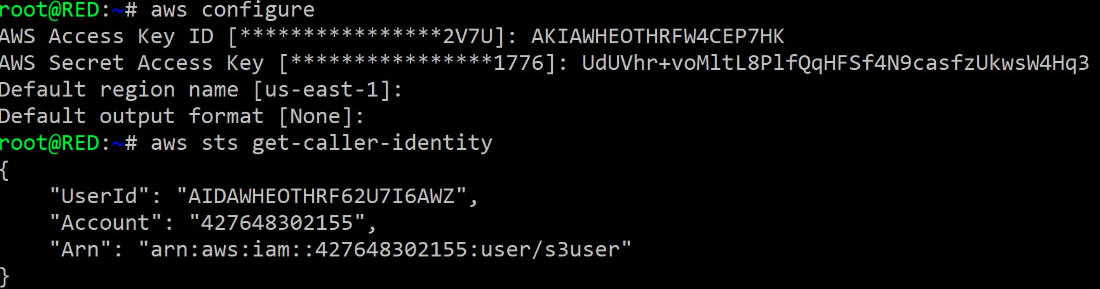 root@RED:~# aws configure
AWS Access Key ID [****************2V7U]: AKIAWHEOTHRFW4CEP7HK
AWS Secret Access Key [****************1776]: 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
Default region name [us-east-1]:
Default output format [None]:
root@RED:~# aws sts get-caller-identity
{
    "UserId": "AIDAWHEOTHRF62U7I6AWZ",
    "Account": "427648302155",
    "Arn": "arn:aws:iam::427648302155:user/s3user"
}